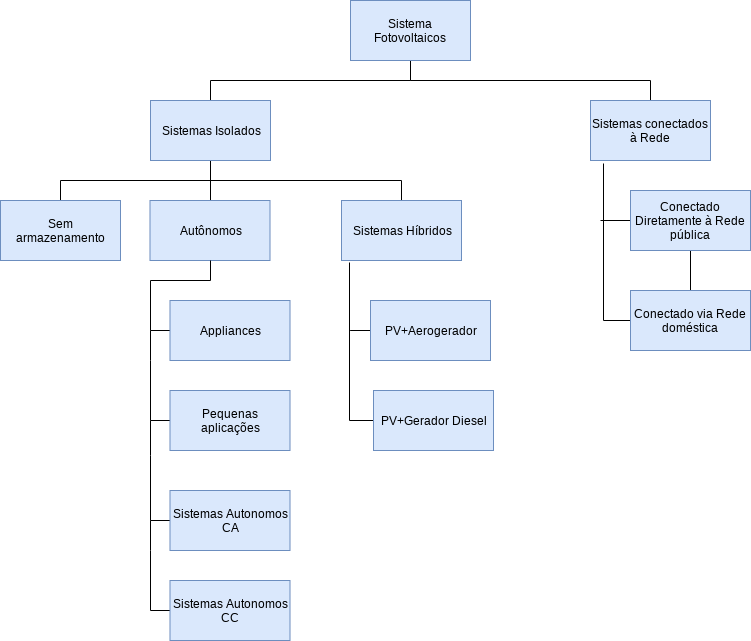 Sistema
Fotovoltaicos
Sistemas Isolados
Sistemas conectados
à Rede
Sem
armazenamento
Autônomos
Sistemas Híbridos
Conectado
Diretamente à Rede
pública
Appliances
PV+Aerogerador
Conectado via Rede
doméstica
Pequenas
aplicações
PV+Gerador Diesel
Sistemas Autonomos
CA
Sistemas Autonomos
CC